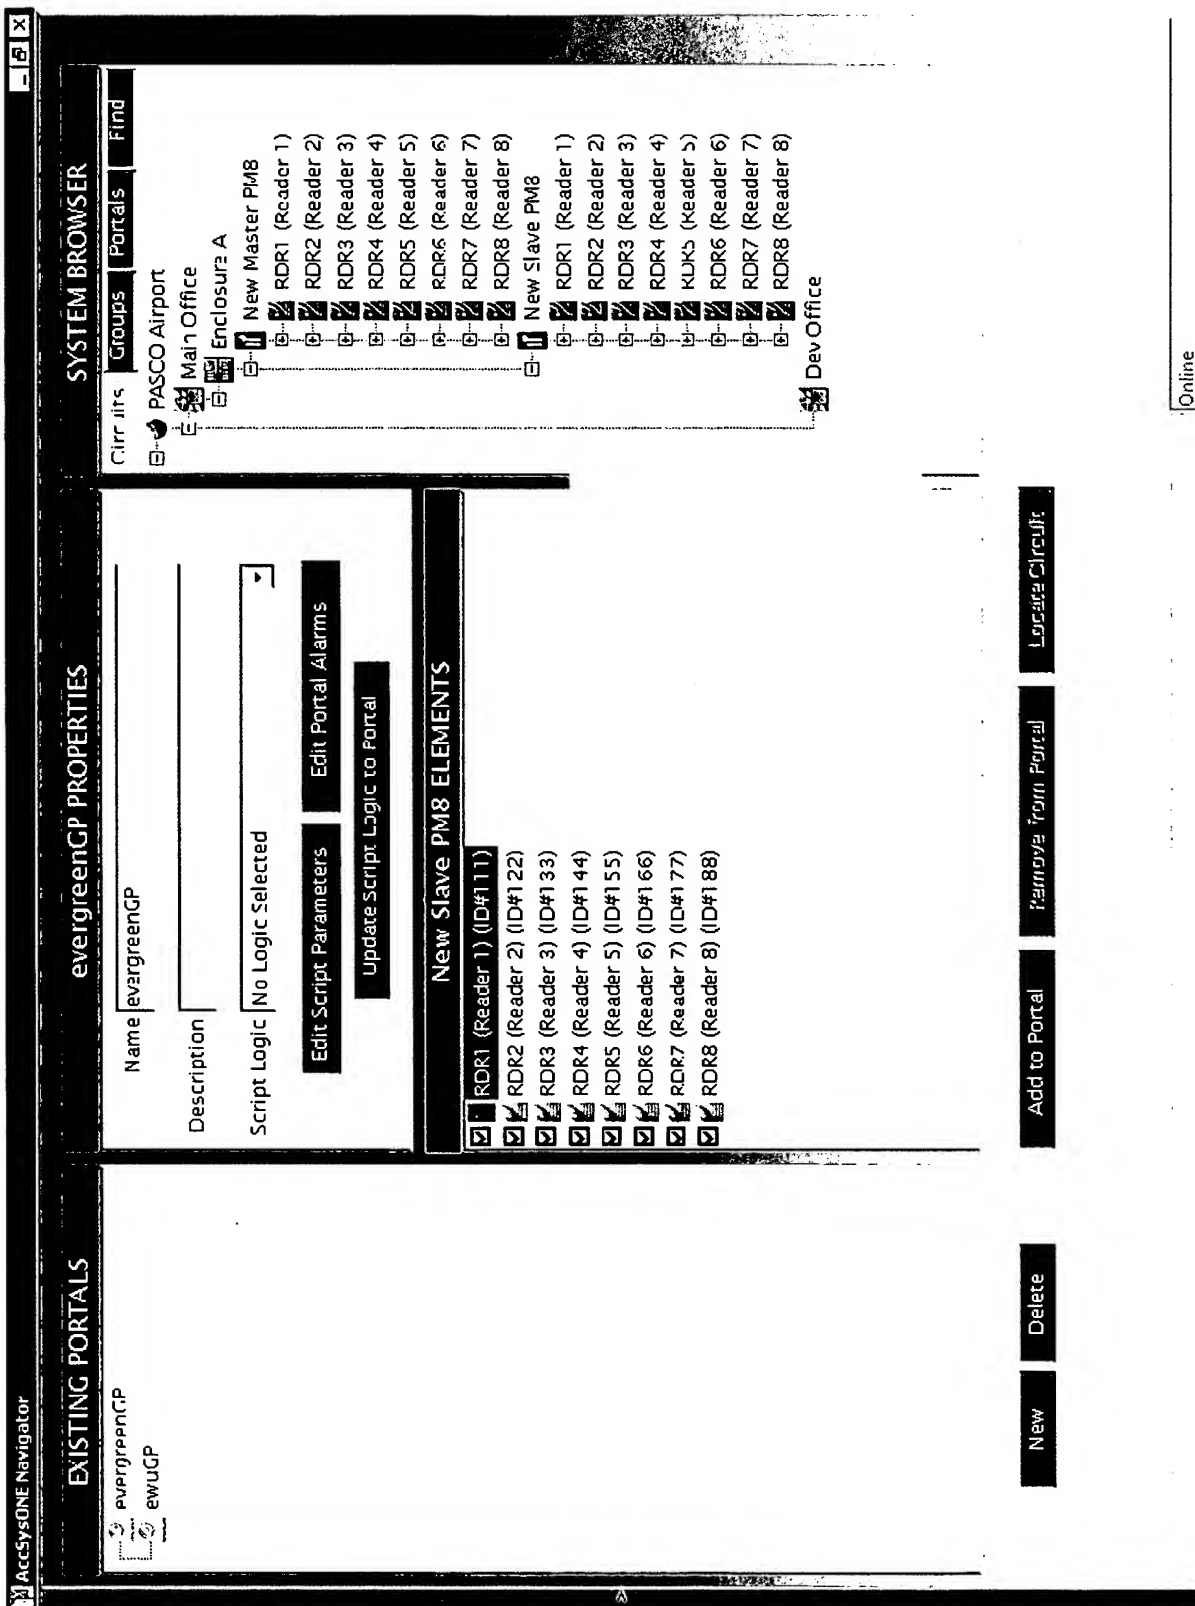 AccSysONE Navigator
EXISTING PORTALS
evergreenGP
ewuGP
New
Delete
evergreenGP PROPERTIES
Name evergreenGP
Description
Script Logic No Logic Selected
Edit Script Parameters
Edit Portal Alarms
Update Script Logic to Portal
New Slave PM8 ELEMENTS
RDR1 (Reader 1) (ID#111)
RDR2 (Reader 2) (ID#122)
RDR3 (Reader 3) (ID#133)
RDR4 (Reader 4) (ID#144)
RDR5 (Reader 5) (ID#155)
RDR6 (Reader 6) (ID#166)
RDR7 (Reader 7) (ID#177)
RDR8 (Reader 8) (ID#188)
Add to Portal
Remove from Portal
Locate Circuit
SYSTEM BROWSER
Circuits Groups Portals Find
PASCO Airport
Main Office
Enclosure A
New Master PM8
RDR1 (Reader 1)
RDR2 (Reader 2)
RDR3 (Reader 3)
RDR4 (Reader 4)
RDR5 (Reader 5)
RDR6 (Reader 6)
RDR7 (Reader 7)
RDR8 (Reader 8)
New Slave PM8
RDR1 (Reader 1)
RDR2 (Reader 2)
RDR3 (Reader 3)
RDR4 (Reader 4)
RDR5 (Reader 5)
RDR6 (Reader 6)
RDR7 (Reader 7)
RDR8 (Reader 8)
Dev Office
Online